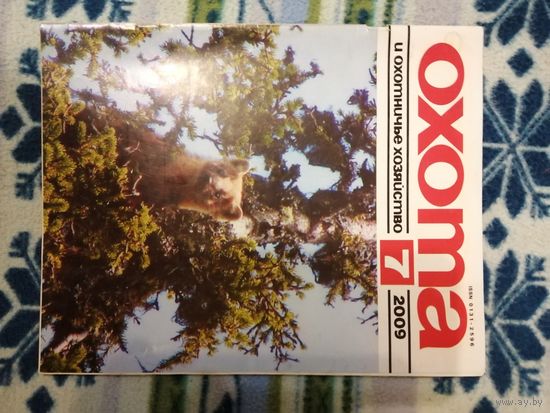 охота
и охотничье хозяйство
7 2009
ISSN 0131-2596
www.ay.by